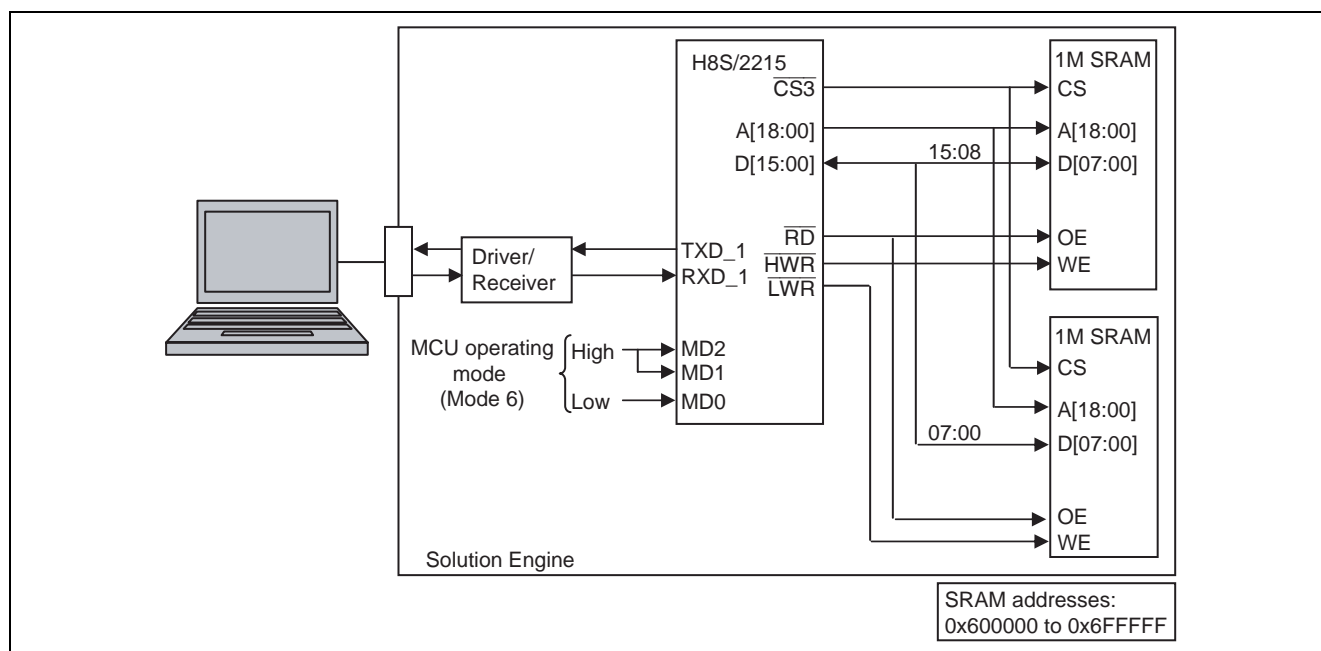 H8S/2215
CS3
A[18:00]
D[15:00]
TXD_1
RXD_1
RD
HWR
LWR
MD2
MD1
MD0
Driver/
Receiver
MCU operating
mode
(Mode 6)
High
Low
15:08
07:00
1M SRAM
CS
A[18:00]
D[07:00]
OE
WE
1M SRAM
CS
A[18:00]
D[07:00]
OE
WE
Solution Engine
SRAM addresses:
0x600000 to 0x6FFFFF